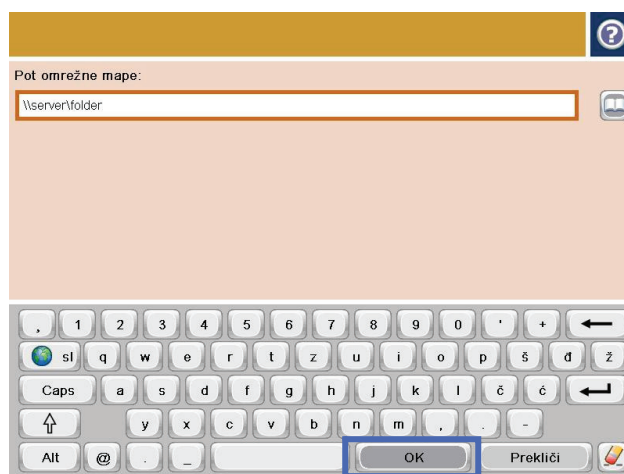 ?
Pot omrežne mape:
\\server\folder
¸ 1 2 3 4 5 6 7 8 9 0 ' +
sl q w e r t z u i o p š đ ž
Caps a s d f g h j k l č ć
y x c v b n m , . -
Alt @ . _ OK Prekliči